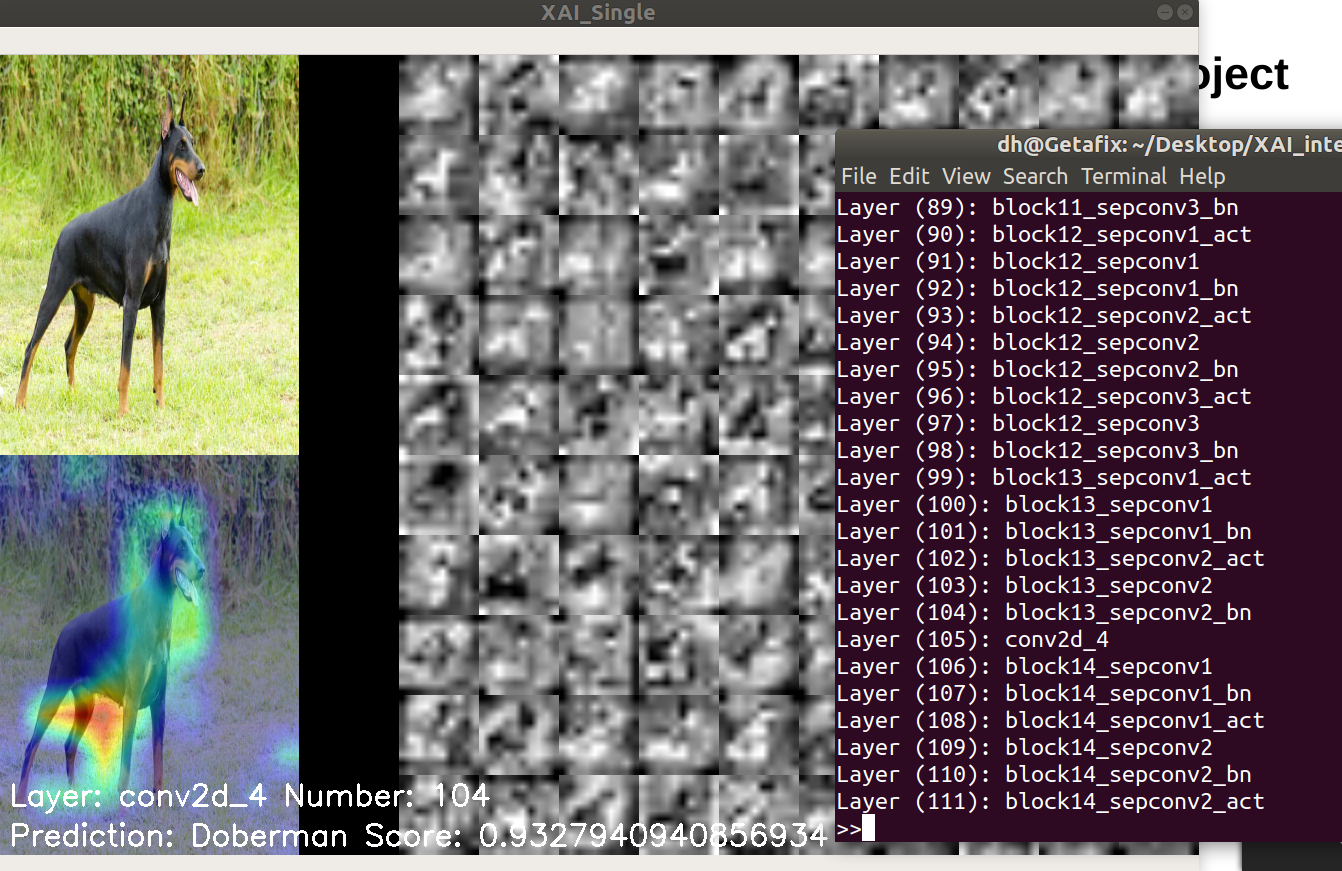 XAI_Single
oject
dh@Getafix: ~/Desktop/XAI_inte
File Edit View Search Terminal Help
Layer (89): block11_sepconv3_bn
Layer (90): block12_sepconv1_act
Layer (91): block12_sepconv1
Layer (92): block12_sepconv1_bn
Layer (93): block12_sepconv2_act
Layer (94): block12_sepconv2
Layer (95): block12_sepconv2_bn
Layer (96): block12_sepconv3_act
Layer (97): block12_sepconv3
Layer (98): block12_sepconv3_bn
Layer (99): block13_sepconv1_act
Layer (100): block13_sepconv1
Layer (101): block13_sepconv1_bn
Layer (102): block13_sepconv2_act
Layer (103): block13_sepconv2
Layer (104): block13_sepconv2_bn
Layer (105): conv2d_4
Layer (106): block14_sepconv1
Layer (107): block14_sepconv1_bn
Layer (108): block14_sepconv1_act
Layer (109): block14_sepconv2
Layer (110): block14_sepconv2_bn
Layer (111): block14_sepconv2_act
>>
Layer: conv2d_4 Number: 104
Prediction: Doberman Score: 0.9327940940856934